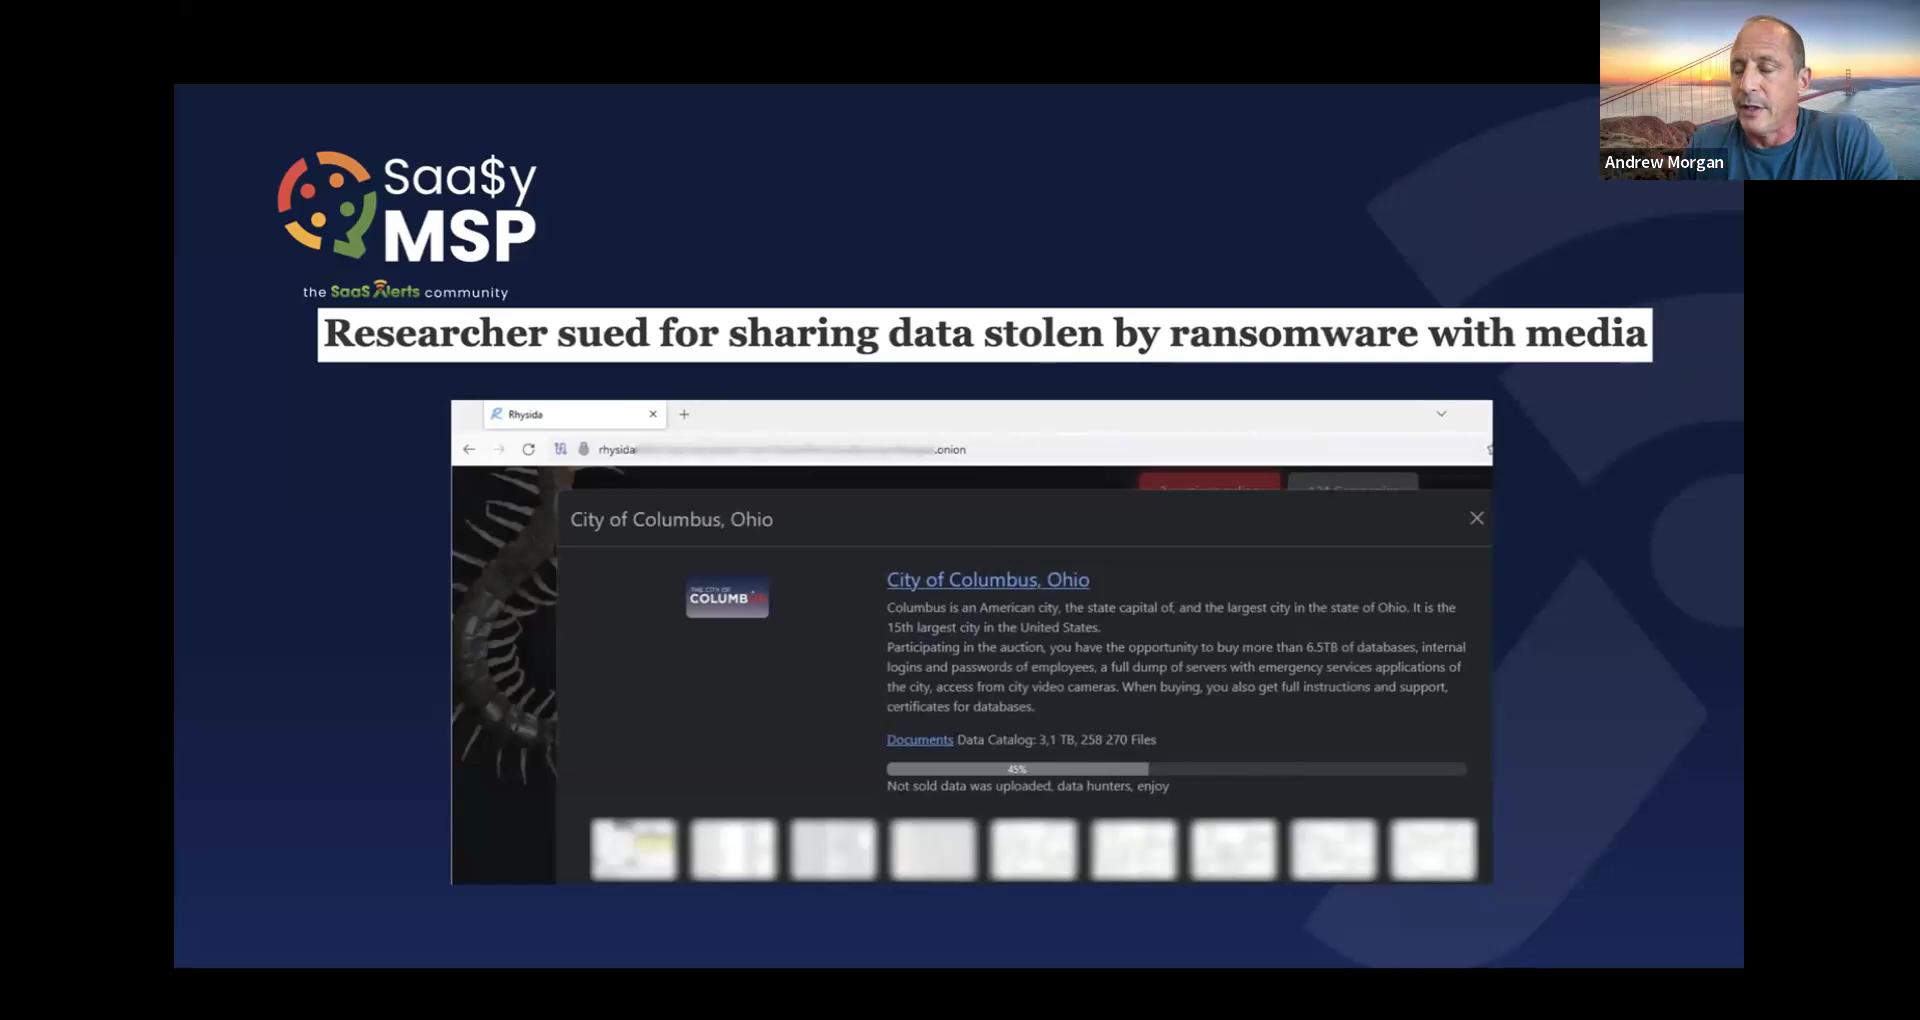 Andrew Morgan
Saa$y
MSP
the SaaS Alerts community
Researcher sued for sharing data stolen by ransomware with media
Rhysida
rhysida .onion
City of Columbus, Ohio
THE CITY OF
COLUMBUS
City of Columbus, Ohio
Columbus is an American city, the state capital of, and the largest city in the state of Ohio. It is the
15th largest city in the United States.
Participating in the auction, you have the opportunity to buy more than 6.5TB of databases, internal
logins and passwords of employees, a full dump of servers with emergency services applications of
the city, access from city video cameras. When buying, you also get full instructions and support,
certificates for databases.
Documents Data Catalog: 3,1 TB, 258 270 Files
45%
Not sold data was uploaded, data hunters, enjoy